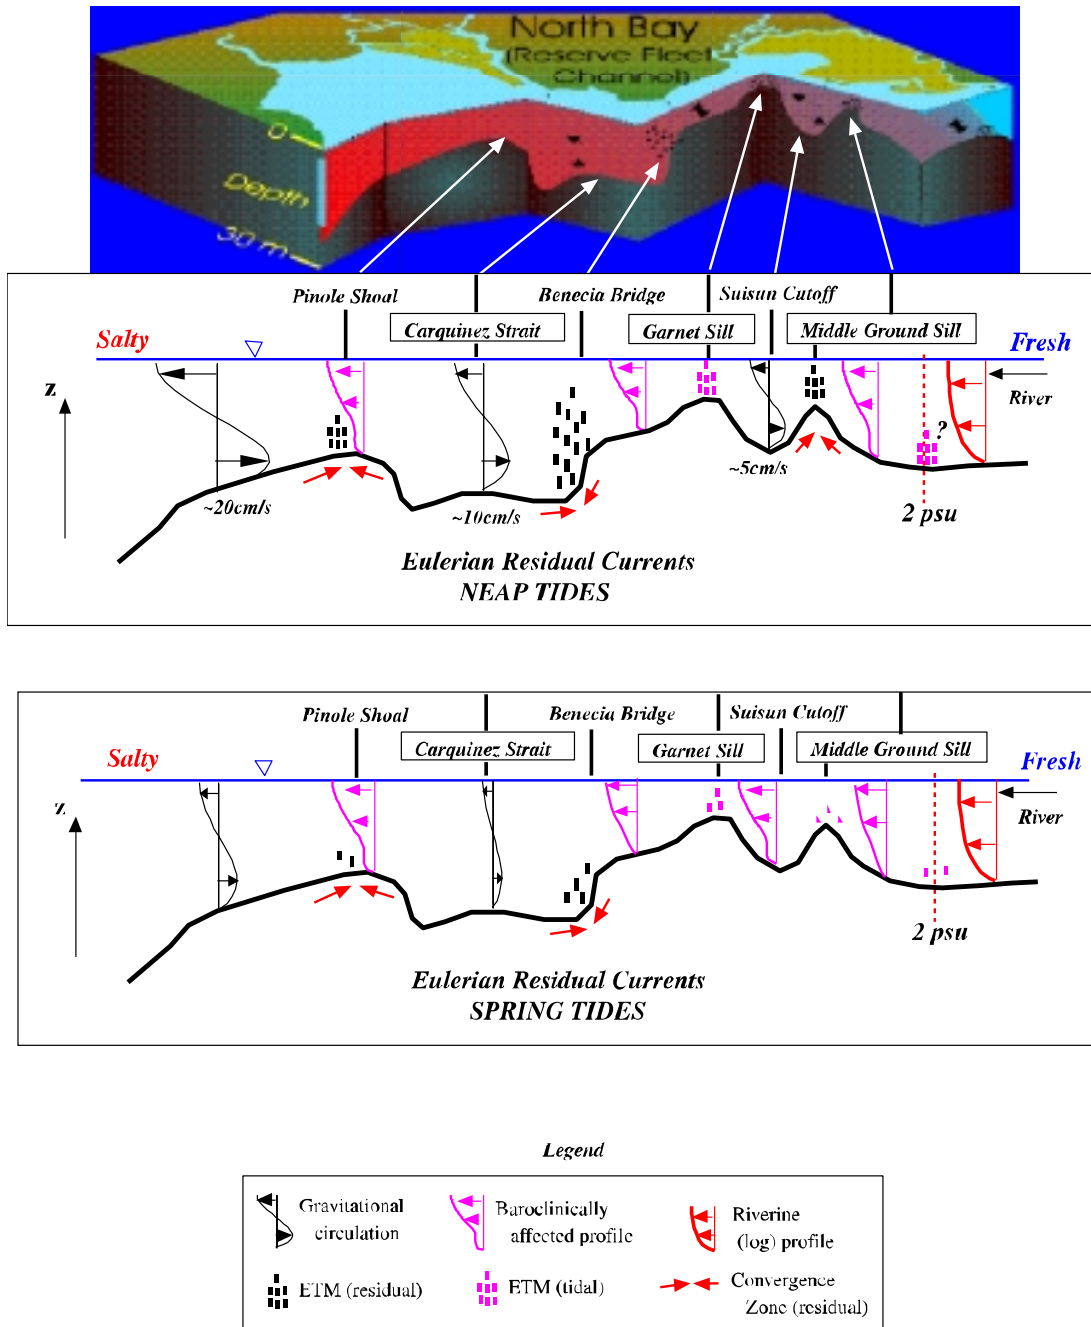 North Bay
(Reserve Fleet
Channel)
0
Depth
30 m
Pinole Shoal
Benecia Bridge
Suisun Cutoff
Carquinez Strait
Garnet Sill
Middle Ground Sill
Salty
Fresh
z
River
?
~20cm/s
~10cm/s
~5cm/s
2 psu
Eulerian Residual Currents
NEAP TIDES
Pinole Shoal
Benecia Bridge
Suisun Cutoff
Carquinez Strait
Garnet Sill
Middle Ground Sill
Salty
Fresh
z
River
2 psu
Eulerian Residual Currents
SPRING TIDES
Legend
Gravitational
circulation
Baroclinically
affected profile
Riverine
(log) profile
ETM (residual)
ETM (tidal)
Convergence
Zone (residual)